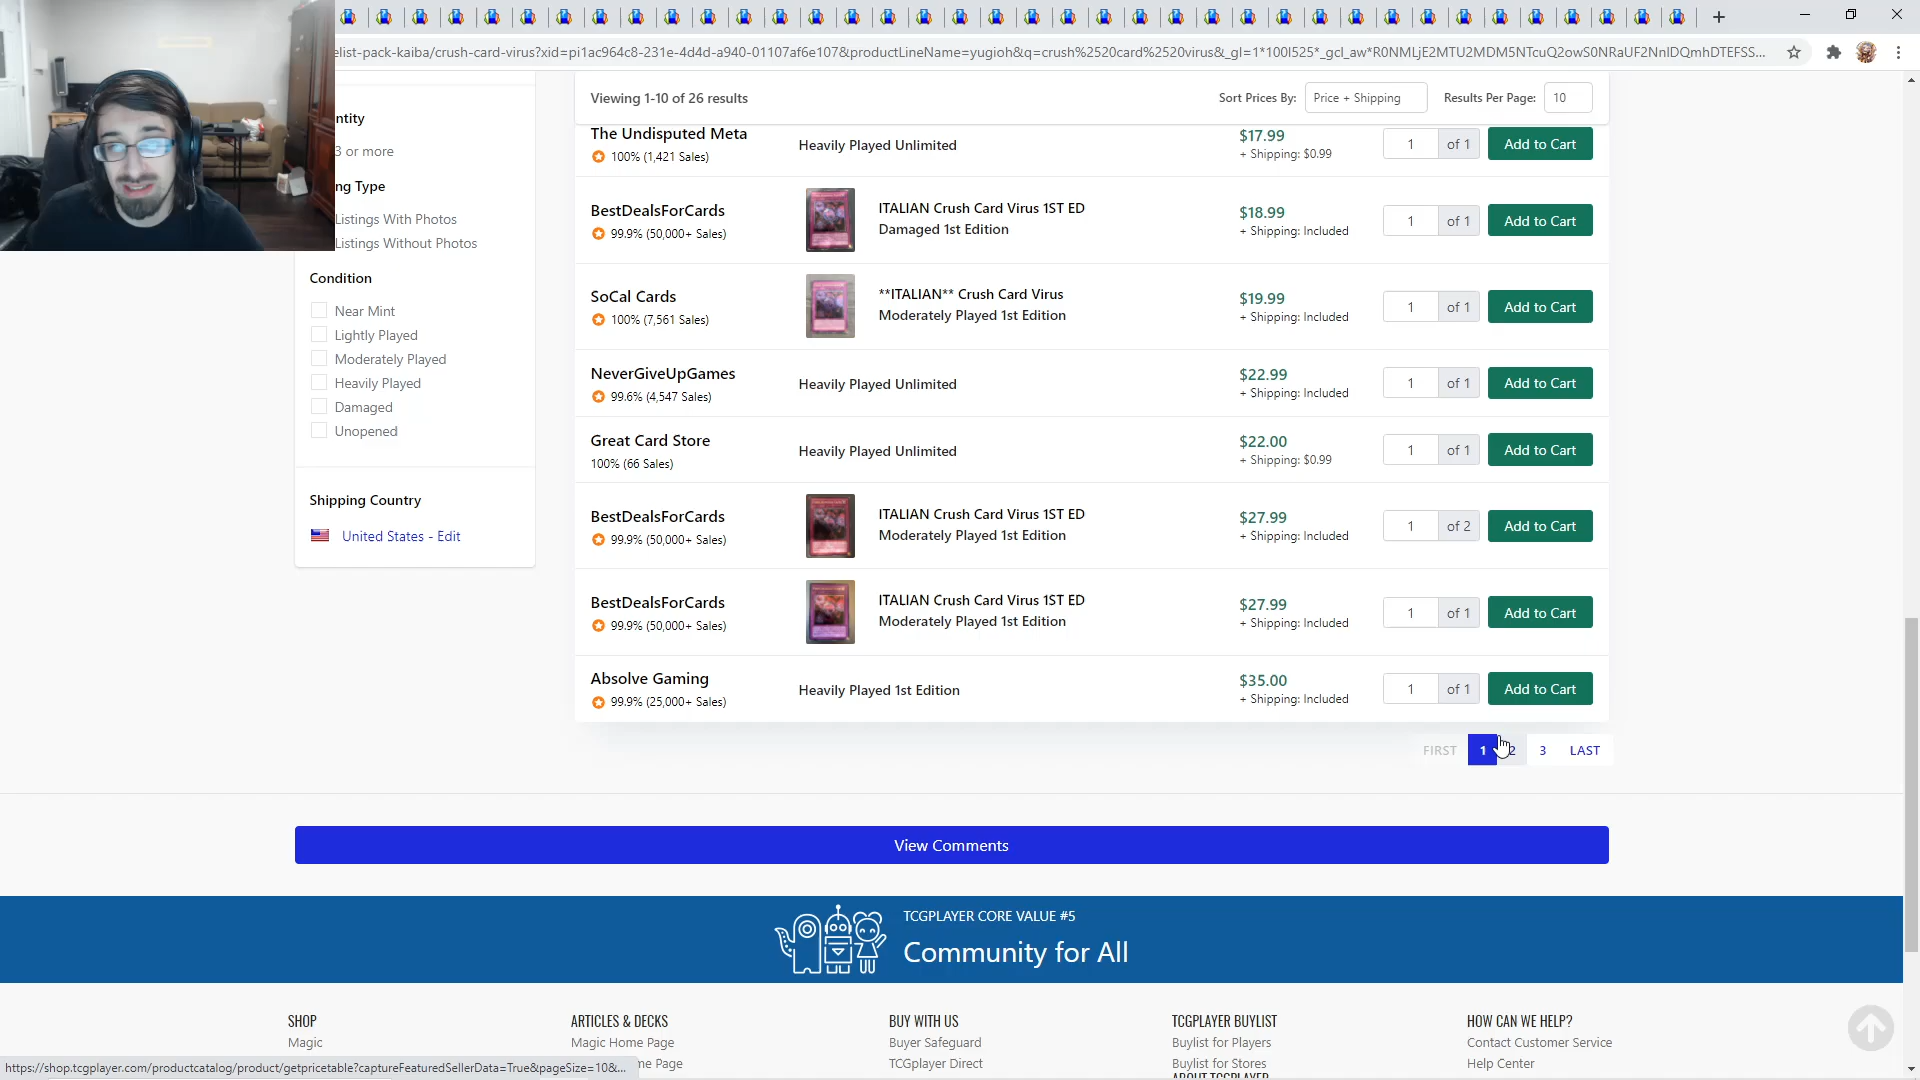 elist-pack-kaiba/crush-card-virus?xid=pi1ac964c8-231e-4d4d-a940-01107af6e107&productLineName=yugioh&q=crush%2520card%2520virus&_gl=1*100l525*_gcl_aw*R0NMLjE2MTU2MDM5NTcuQ2owS0NRaUF2NnlDQmhDTEFSS...
ntity
3 or more
ng Type
Listings With Photos
Listings Without Photos
Condition
Near Mint
Lightly Played
Moderately Played
Heavily Played
Damaged
Unopened
Shipping Country
United States - Edit
Viewing 1-10 of 26 results
Sort Prices By: Price + Shipping Results Per Page: 10
The Undisputed Meta
100% (1,421 Sales)
Heavily Played Unlimited
$17.99
+ Shipping: $0.99
1 of 1 Add to Cart
BestDealsForCards
99.9% (50,000+ Sales)
ITALIAN Crush Card Virus 1ST ED
Damaged 1st Edition
$18.99
+ Shipping: Included
1 of 1 Add to Cart
SoCal Cards
100% (7,561 Sales)
**ITALIAN** Crush Card Virus
Moderately Played 1st Edition
$19.99
+ Shipping: Included
1 of 1 Add to Cart
NeverGiveUpGames
99.6% (4,547 Sales)
Heavily Played Unlimited
$22.99
+ Shipping: Included
1 of 1 Add to Cart
Great Card Store
100% (66 Sales)
Heavily Played Unlimited
$22.00
+ Shipping: $0.99
1 of 1 Add to Cart
BestDealsForCards
99.9% (50,000+ Sales)
ITALIAN Crush Card Virus 1ST ED
Moderately Played 1st Edition
$27.99
+ Shipping: Included
1 of 2 Add to Cart
BestDealsForCards
99.9% (50,000+ Sales)
ITALIAN Crush Card Virus 1ST ED
Moderately Played 1st Edition
$27.99
+ Shipping: Included
1 of 1 Add to Cart
Absolve Gaming
99.9% (25,000+ Sales)
Heavily Played 1st Edition
$35.00
+ Shipping: Included
1 of 1 Add to Cart
FIRST 1 2 3 LAST
View Comments
TCGPLAYER CORE VALUE #5
Community for All
SHOP
Magic
ARTICLES & DECKS
Magic Home Page
me Page
BUY WITH US
Buyer Safeguard
TCGplayer Direct
TCGPLAYER BUYLIST
Buylist for Players
Buylist for Stores
ABOUT TCGPLAYER
HOW CAN WE HELP?
Contact Customer Service
Help Center
https://shop.tcgplayer.com/productcatalog/product/getpricetable?captureFeaturedSellerData=True&pageSize=10&...